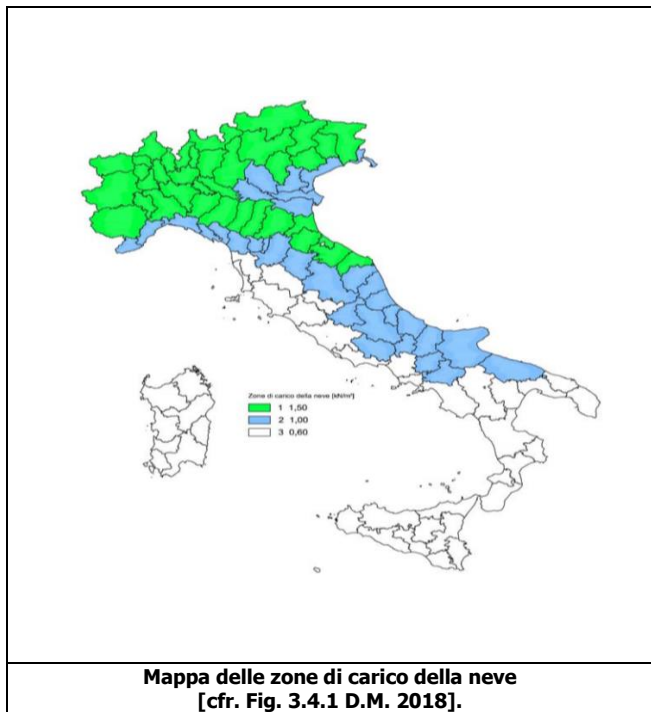 Zone di carico della neve [kN/m²]
1 1,50
2 1,00
3 0,60
Mappa delle zone di carico della neve
[cfr. Fig. 3.4.1 D.M. 2018].